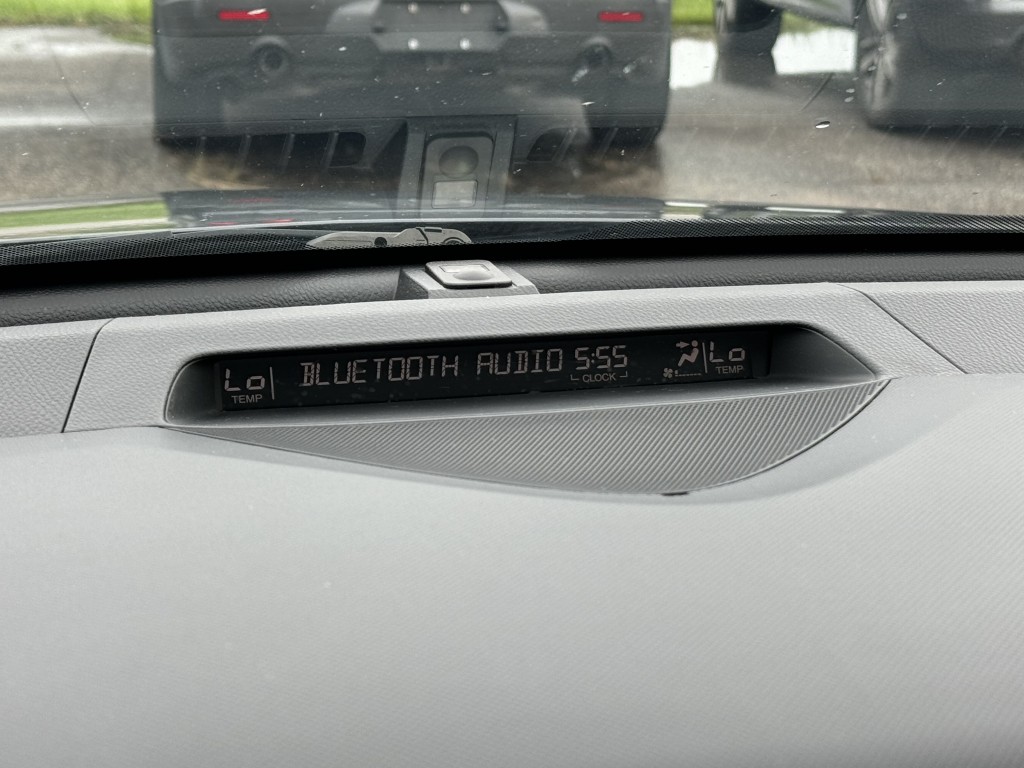 Lo BLUETOOTH AUDIO 5:55 Lo
TEMP CLOCK TEMP